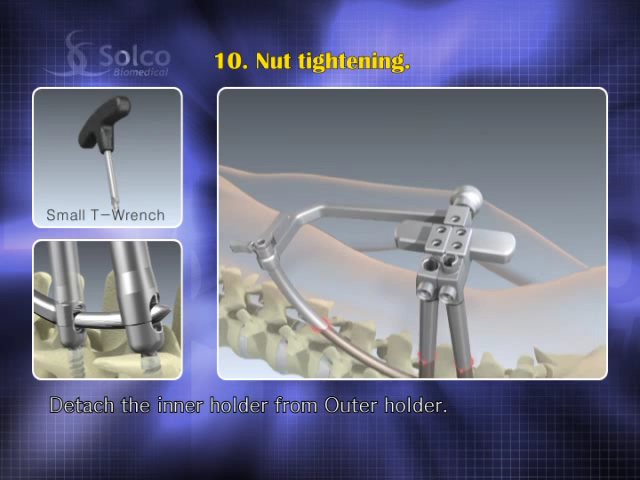 Solco
Biomedical
10. Nut tightening.
Small T-Wrench
Detach the inner holder from Outer holder.